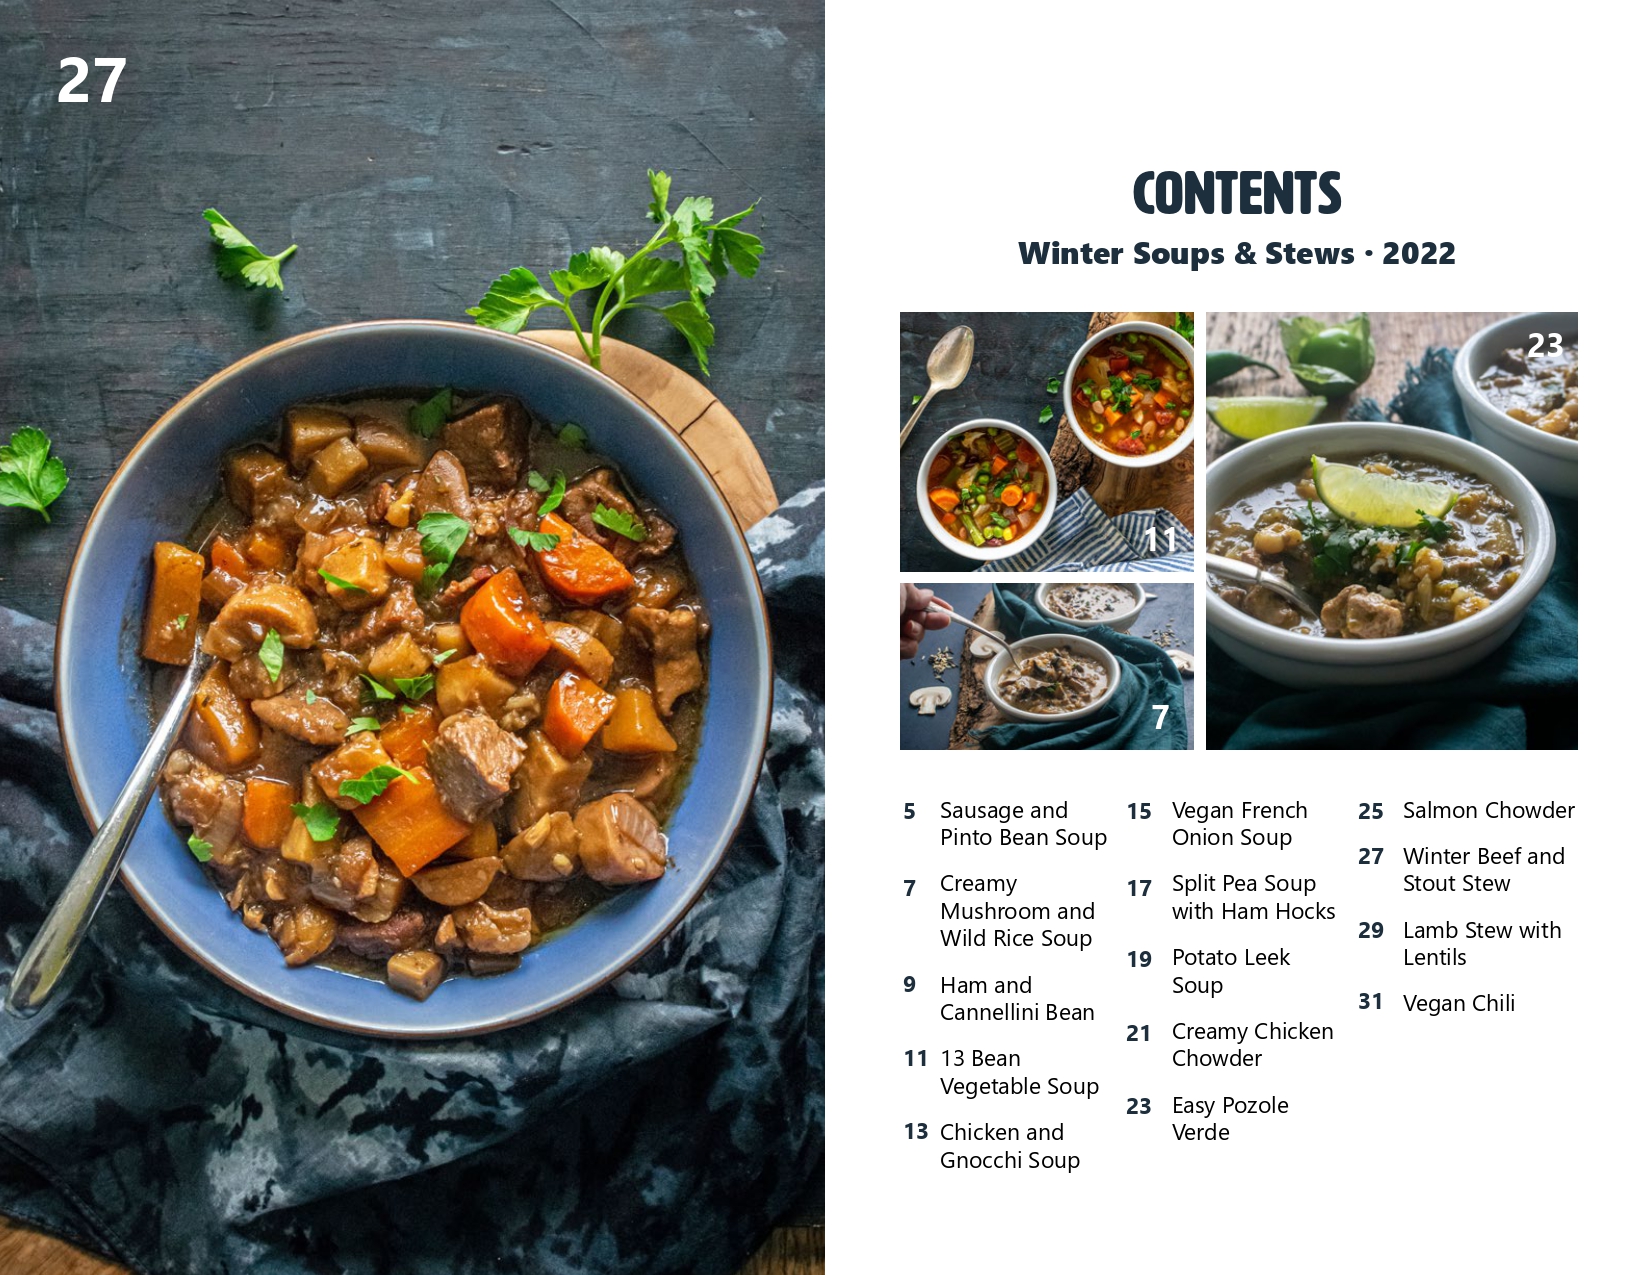 27
CONTENTS
Winter Soups & Stews · 2022
11
23
7
5 Sausage and
Pinto Bean Soup
7 Creamy
Mushroom and
Wild Rice Soup
9 Ham and
Cannellini Bean
11 13 Bean
Vegetable Soup
13 Chicken and
Gnocchi Soup
15 Vegan French
Onion Soup
17 Split Pea Soup
with Ham Hocks
19 Potato Leek
Soup
21 Creamy Chicken
Chowder
23 Easy Pozole
Verde
25 Salmon Chowder
27 Winter Beef and
Stout Stew
29 Lamb Stew with
Lentils
31 Vegan Chili